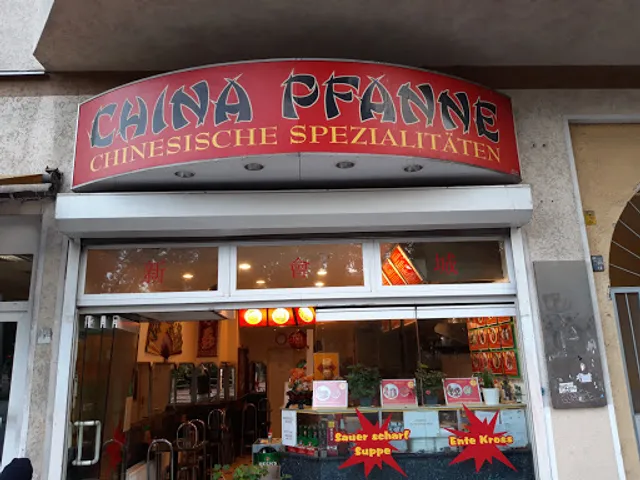 CHINA PFANNE
CHINESISCHE SPEZIALITÄTEN
Sauer scharf
Suppe
Ente Kross